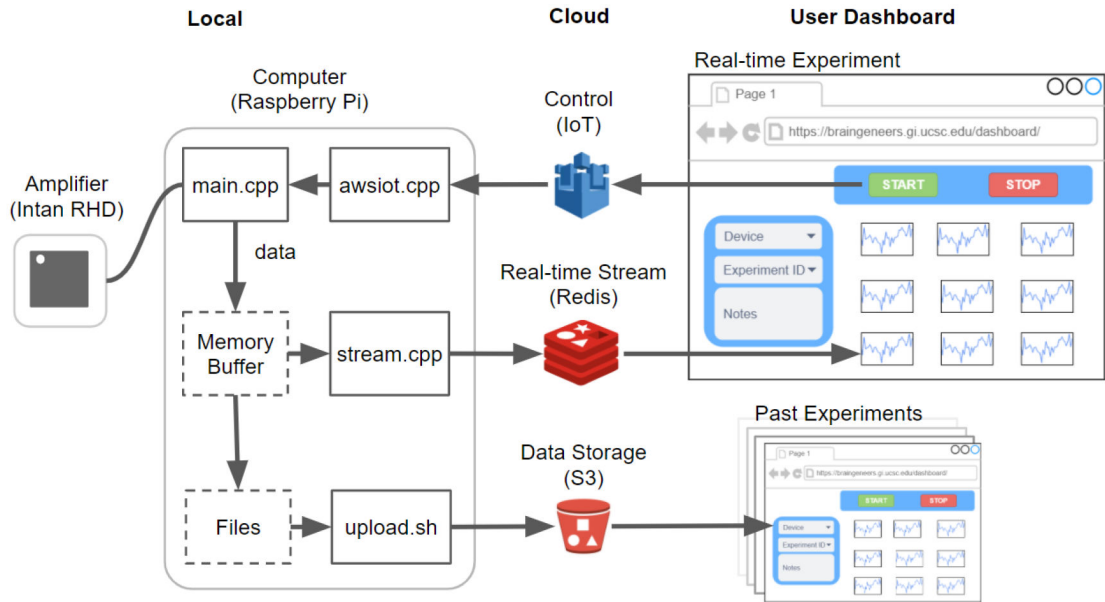 Local
Cloud
User Dashboard
Real-time Experiment
Computer
(Raspberry Pi)
Control
(IoT)
Page 1
https://braingeneers.gi.ucsc.edu/dashboard/
Amplifier
(Intan RHD)
main.cpp
awsiot.cpp
START
STOP
data
Device
Experiment ID
Notes
Real-time Stream
(Redis)
Memory
Buffer
stream.cpp
Past Experiments
Data Storage
(S3)
Files
upload.sh
Page 1
https://braingeneers.gi.ucsc.edu/dashboard/
START
STOP
Device
Experiment ID
Notes